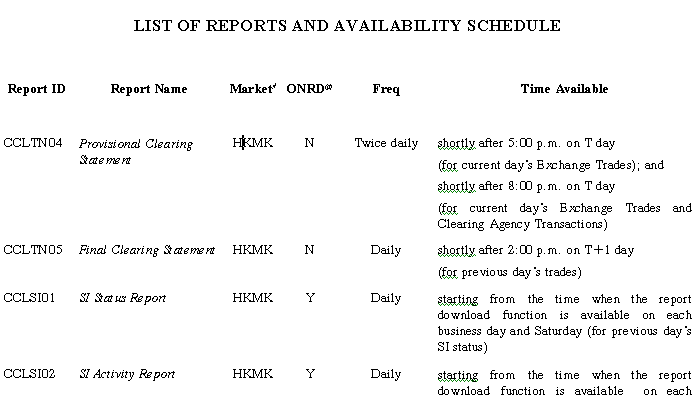 LIST OF REPORTS AND AVAILABILITY SCHEDULE
Report ID Report Name Market# ONRD@ Freq Time Available
CCLTN04 Provisional Clearing HKMK N Twice daily shortly after 5:00 p.m. on T day
Statement (for current day's Exchange Trades); and
shortly after 8:00 p.m. on T day
(for current day's Exchange Trades and
Clearing Agency Transactions)
CCLTN05 Final Clearing Statement HKMK N Daily shortly after 2:00 p.m. on T+1 day
(for previous day's trades)
CCLSI01 SI Status Report HKMK Y Daily starting from the time when the report
download function is available on each
business day and Saturday (for previous day's
SI status)
CCLSI02 SI Activity Report HKMK Y Daily starting from the time when the report
download function is available on each